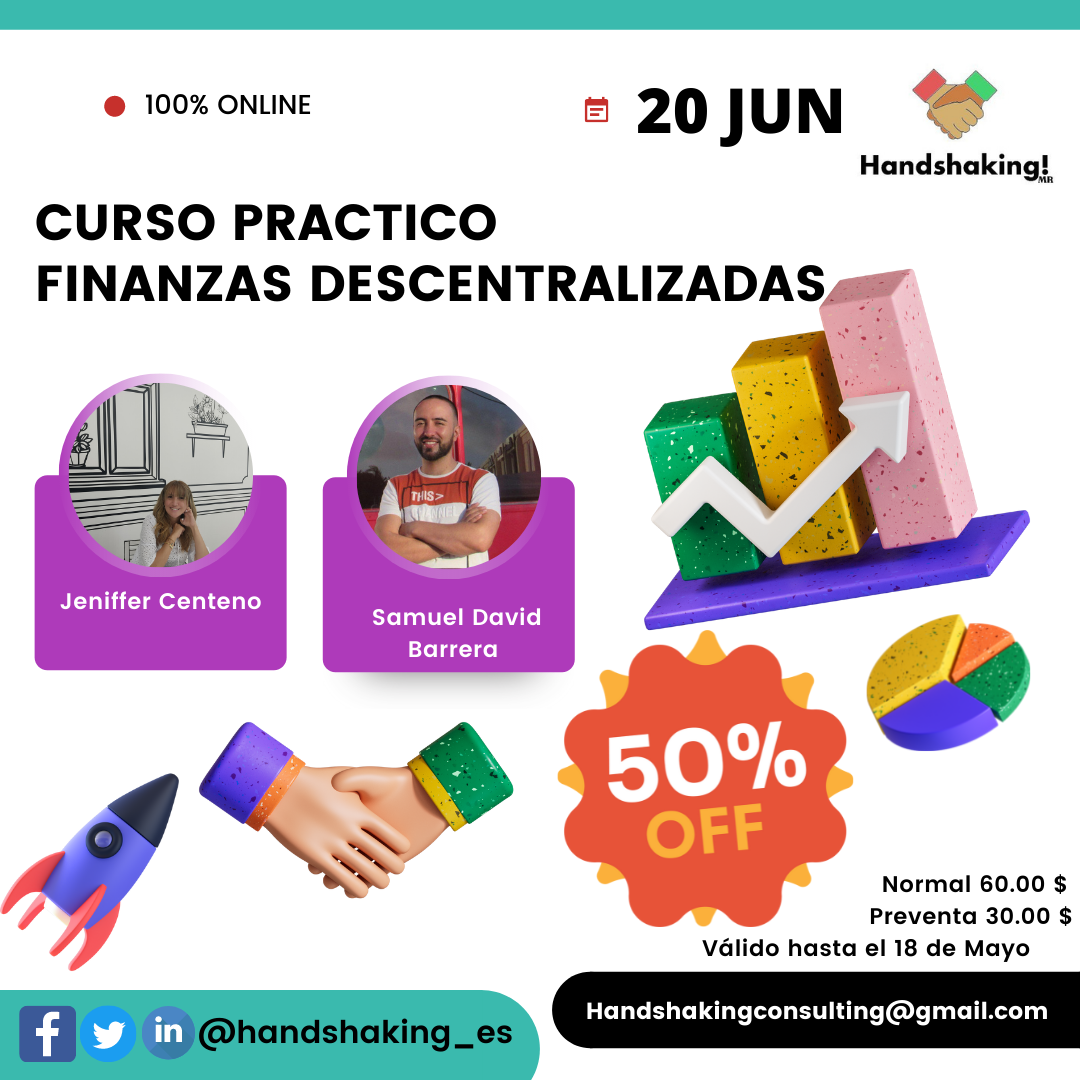 100% ONLINE
20 JUN
Handshaking!
MR
CURSO PRACTICO
FINANZAS DESCENTRALIZADAS
THIS>
Jeniffer Centeno
Samuel David
Barrera
50%
OFF
Normal 60.00 $
Preventa 30.00 $
Válido hasta el 18 de Mayo
Handshakingconsulting@gmail.com
@handshaking_es